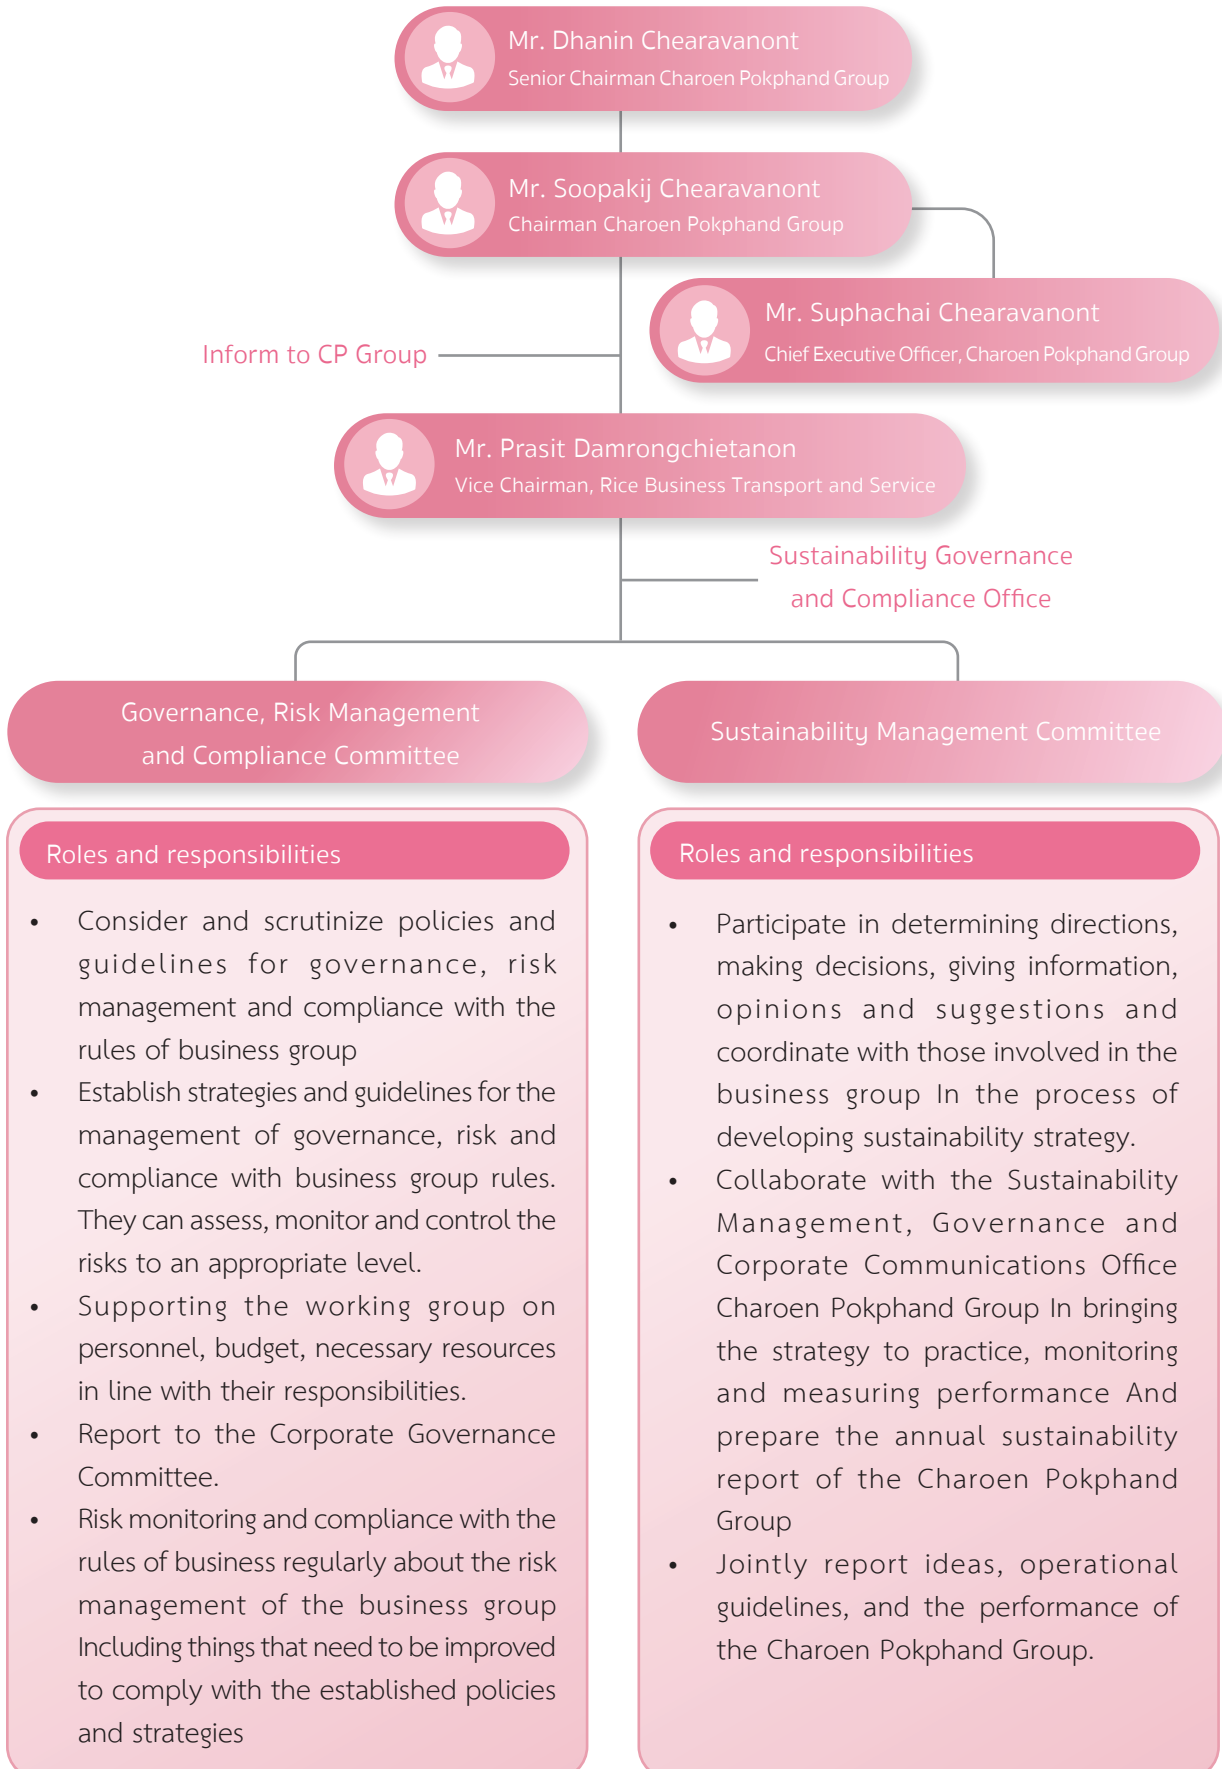 Mr. Dhanin Chearavanont
Senior Chairman Charoen Pokphand Group
Mr. Soopakij Chearavanont
Chairman Charoen Pokphand Group
Mr. Suphachai Chearavanont
Chief Executive Officer, Charoen Pokphand Group
Inform to CP Group
Mr. Prasit Damrongchietanon
Vice Chairman, Rice Business Transport and Service
Sustainability Governance
and Compliance Office
Governance, Risk Management
and Compliance Committee
Roles and responsibilities
• Consider and scrutinize policies and
guidelines for governance, risk
management and compliance with the
rules of business group
• Establish strategies and guidelines for the
management of governance, risk and
compliance with business group rules.
They can assess, monitor and control the
risks to an appropriate level.
• Supporting the working group on
personnel, budget, necessary resources
in line with their responsibilities.
• Report to the Corporate Governance
Committee.
• Risk monitoring and compliance with the
rules of business regularly about the risk
management of the business group
Including things that need to be improved
to comply with the established policies
and strategies
Sustainability Management Committee
Roles and responsibilities
• Participate in determining directions,
making decisions, giving information,
opinions and suggestions and
coordinate with those involved in the
business group In the process of
developing sustainability strategy.
• Collaborate with the Sustainability
Management, Governance and
Corporate Communications Office
Charoen Pokphand Group In bringing
the strategy to practice, monitoring
and measuring performance And
prepare the annual sustainability
report of the Charoen Pokphand
Group
• Jointly report ideas, operational
guidelines, and the performance of
the Charoen Pokphand Group.